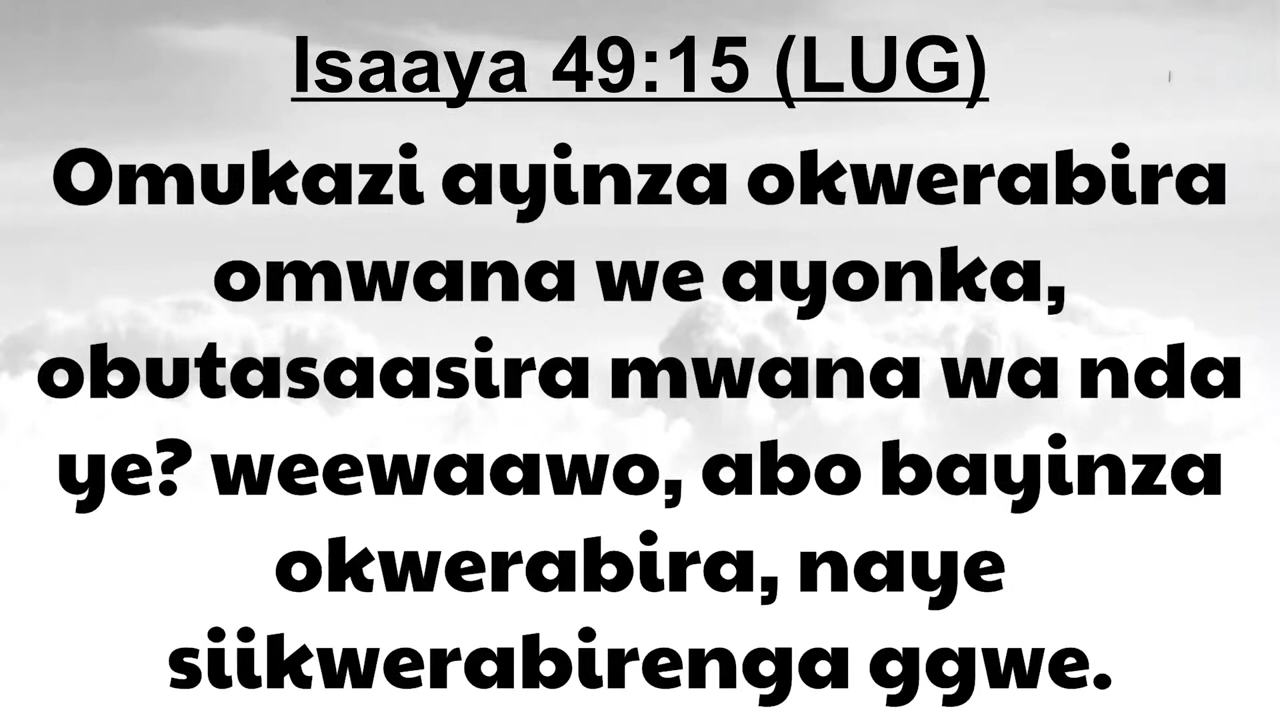 Isaaya 49:15 (LUG)
Omukazi ayinza okwerabira
omwana we ayonka,
obutasaasira mwana wa nda
ye? weewaawo, abo bayinza
okwerabira, naye
siikwerabirenga ggwe.